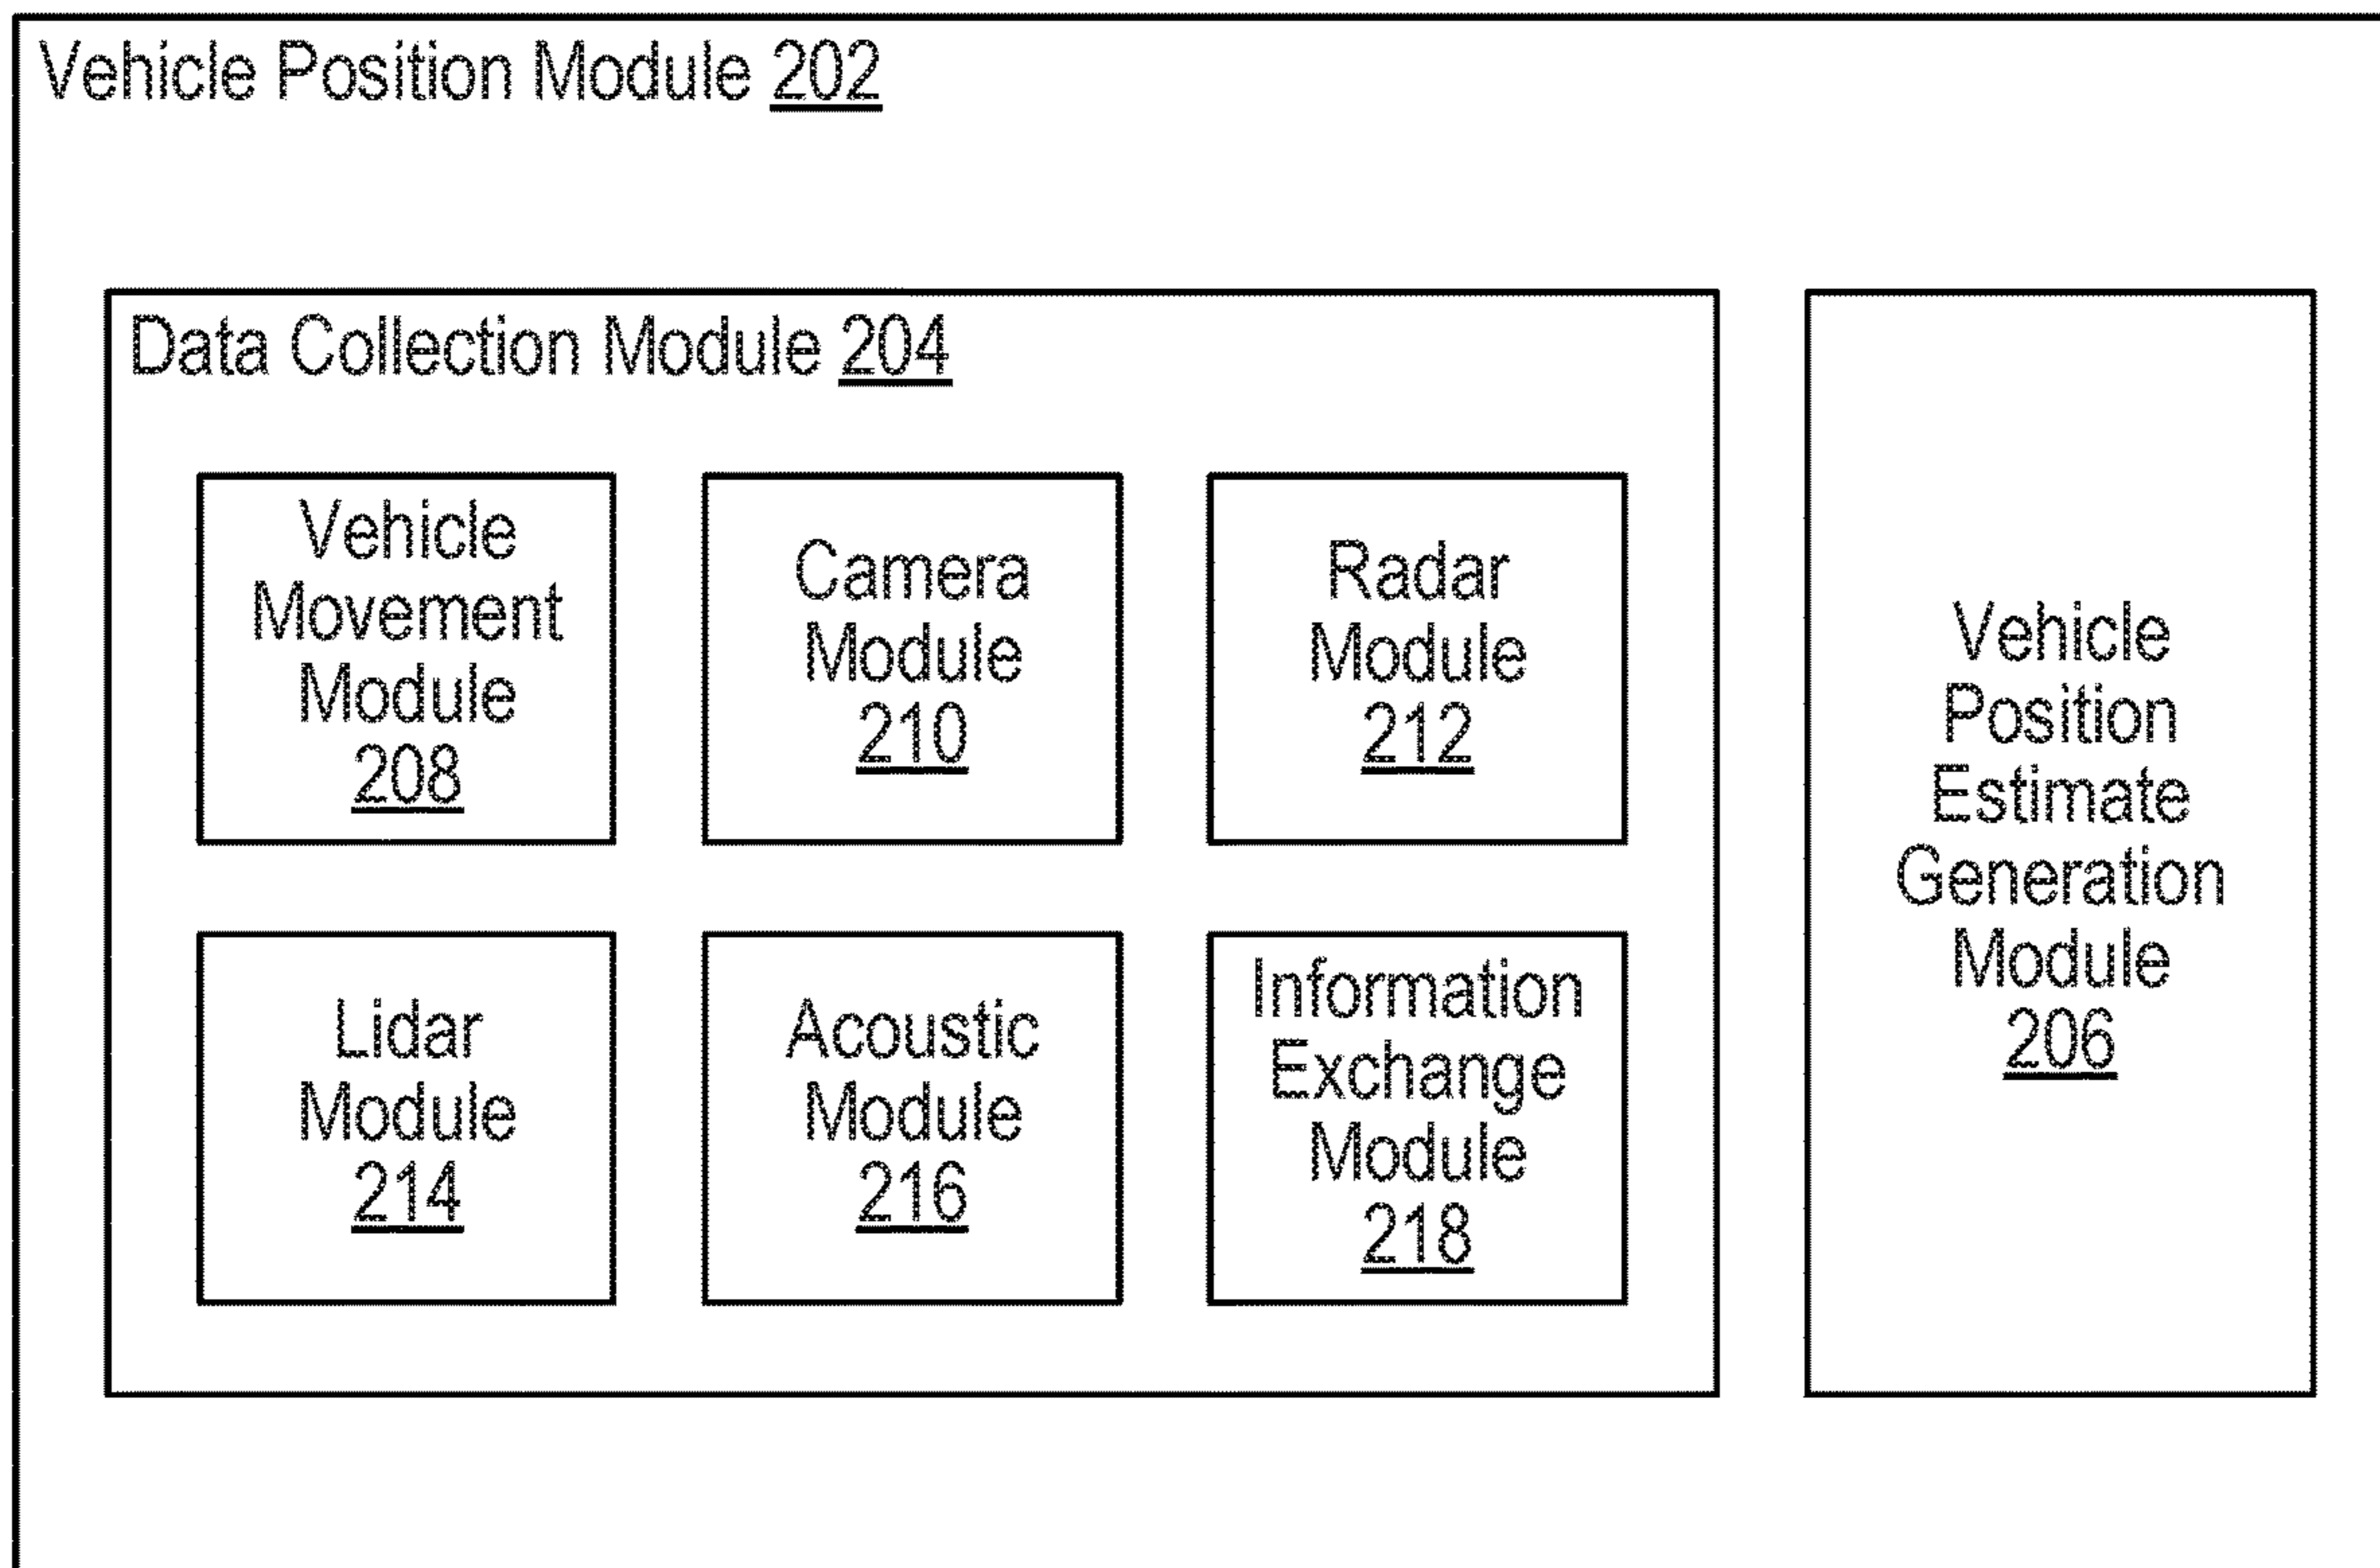 Vehicle Position Module 202
Data Collection Module 204
Vehicle
Movement
Module
208
Camera
Module
210
Radar
Module
212
Lidar
Module
214
Acoustic
Module
216
Information
Exchange
Module
218
Vehicle
Position
Estimate
Generation
Module
206